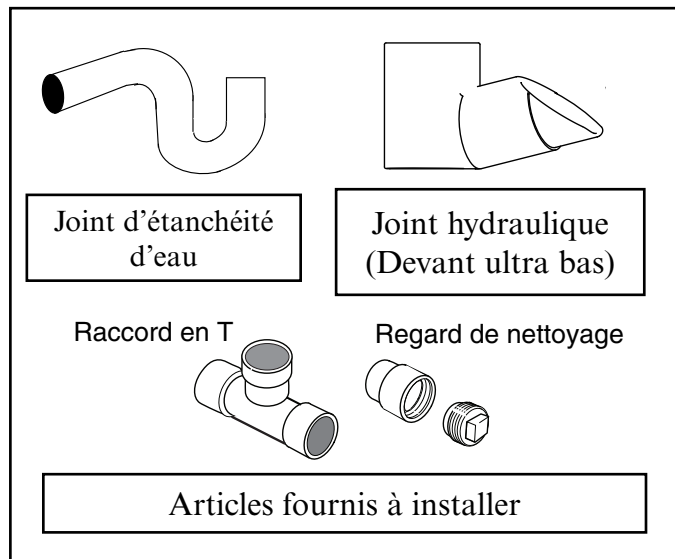 Joint d'étanchéité
d'eau
Joint hydraulique
(Devant ultra bas)
Raccord en T
Regard de nettoyage
Articles fournis à installer